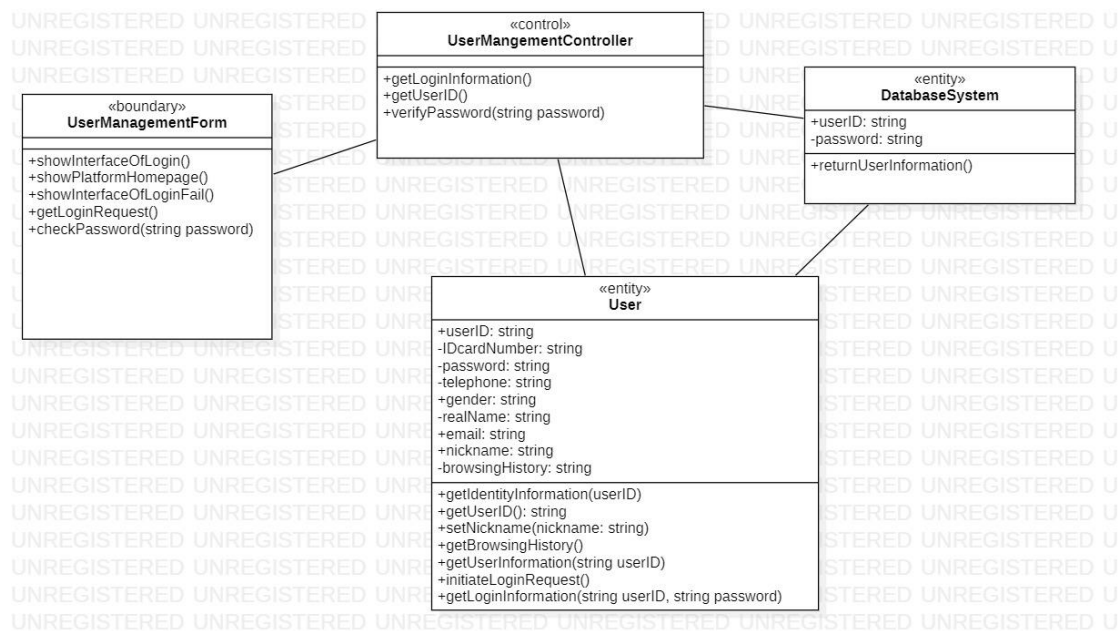 «control»
UserMangementController
+getLoginInformation()
+getUserID()
+verifyPassword(string password)
«boundary»
UserManagementForm
+showInterfaceOfLogin()
+showPlatformHomepage()
+showInterfaceOfLoginFail()
+getLoginRequest()
+checkPassword(string password)
«entity»
DatabaseSystem
+userID: string
-password: string
+returnUserInformation()
«entity»
User
+userID: string
-IDcardNumber: string
-password: string
-telephone: string
+gender: string
-realName: string
+email: string
+nickname: string
-browsingHistory: string
+getIdentityInformation(userID)
+getUserID(): string
+setNickname(nickname: string)
+getBrowsingHistory()
+getUserInformation(string userID)
+initiateLoginRequest()
+getLoginInformation(string userID, string password)
UNREGISTERED